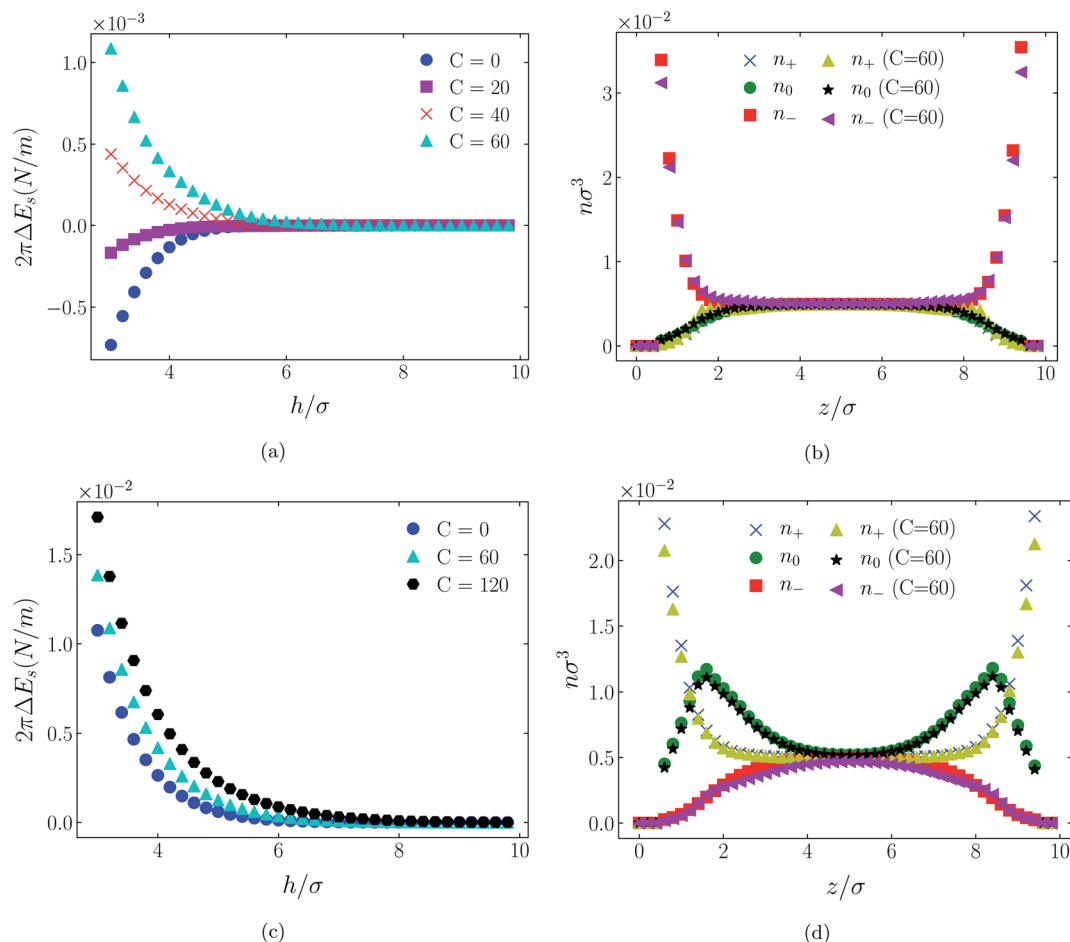 ×10⁻³
1.0
0.5
0.0
−0.5
2πΔE_s(N/m)
C = 0
C = 20
C = 40
C = 60
4
6
8
10
h/σ
(a)
×10⁻²
3
2
1
0
nσ³
n₊
n₀
n₋
n₊ (C=60)
n₀ (C=60)
n₋ (C=60)
0
2
4
6
8
10
z/σ
(b)
×10⁻²
1.5
1.0
0.5
0.0
2πΔE_s(N/m)
C = 0
C = 60
C = 120
4
6
8
10
h/σ
(c)
×10⁻²
2.0
1.5
1.0
0.5
0.0
nσ³
n₊
n₀
n₋
n₊ (C=60)
n₀ (C=60)
n₋ (C=60)
0
2
4
6
8
10
z/σ
(d)